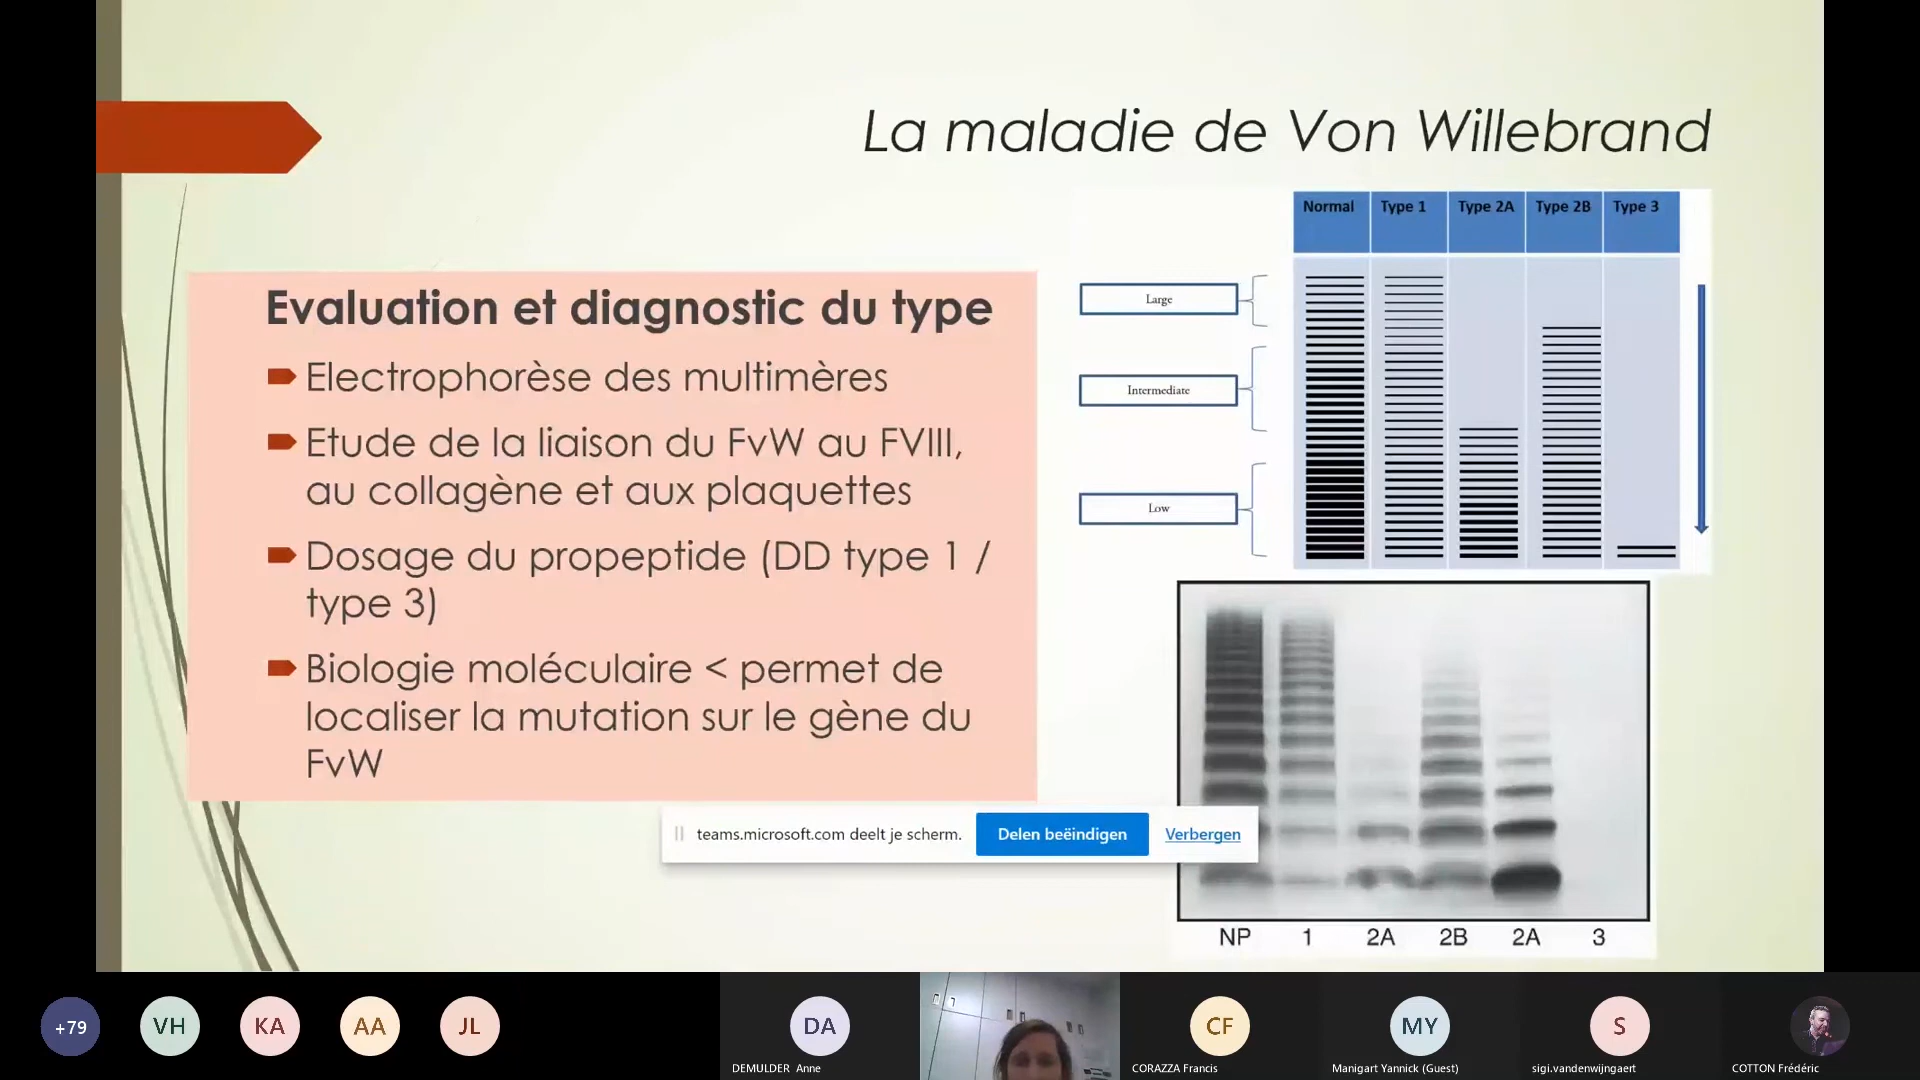 La maladie de Von Willebrand
Evaluation et diagnostic du type
Electrophorèse des multimères
Etude de la liaison du FvW au FVIII,
au collagène et aux plaquettes
Dosage du propeptide (DD type 1 /
type 3)
Biologie moléculaire < permet de
localiser la mutation sur le gène du
FvW
Normal Type 1 Type 2A Type 2B Type 3
Large
Intermediate
Low
NP 1 2A 2B 2A 3
teams.microsoft.com deelt je scherm. Delen beëindigen Verbergen
+79 VH KA AA JL DA CF MY S
DEMULDER Anne CORAZZA Francis Manigart Yannick (Guest) sigi.vandenwijngaert COTTON Frédéric